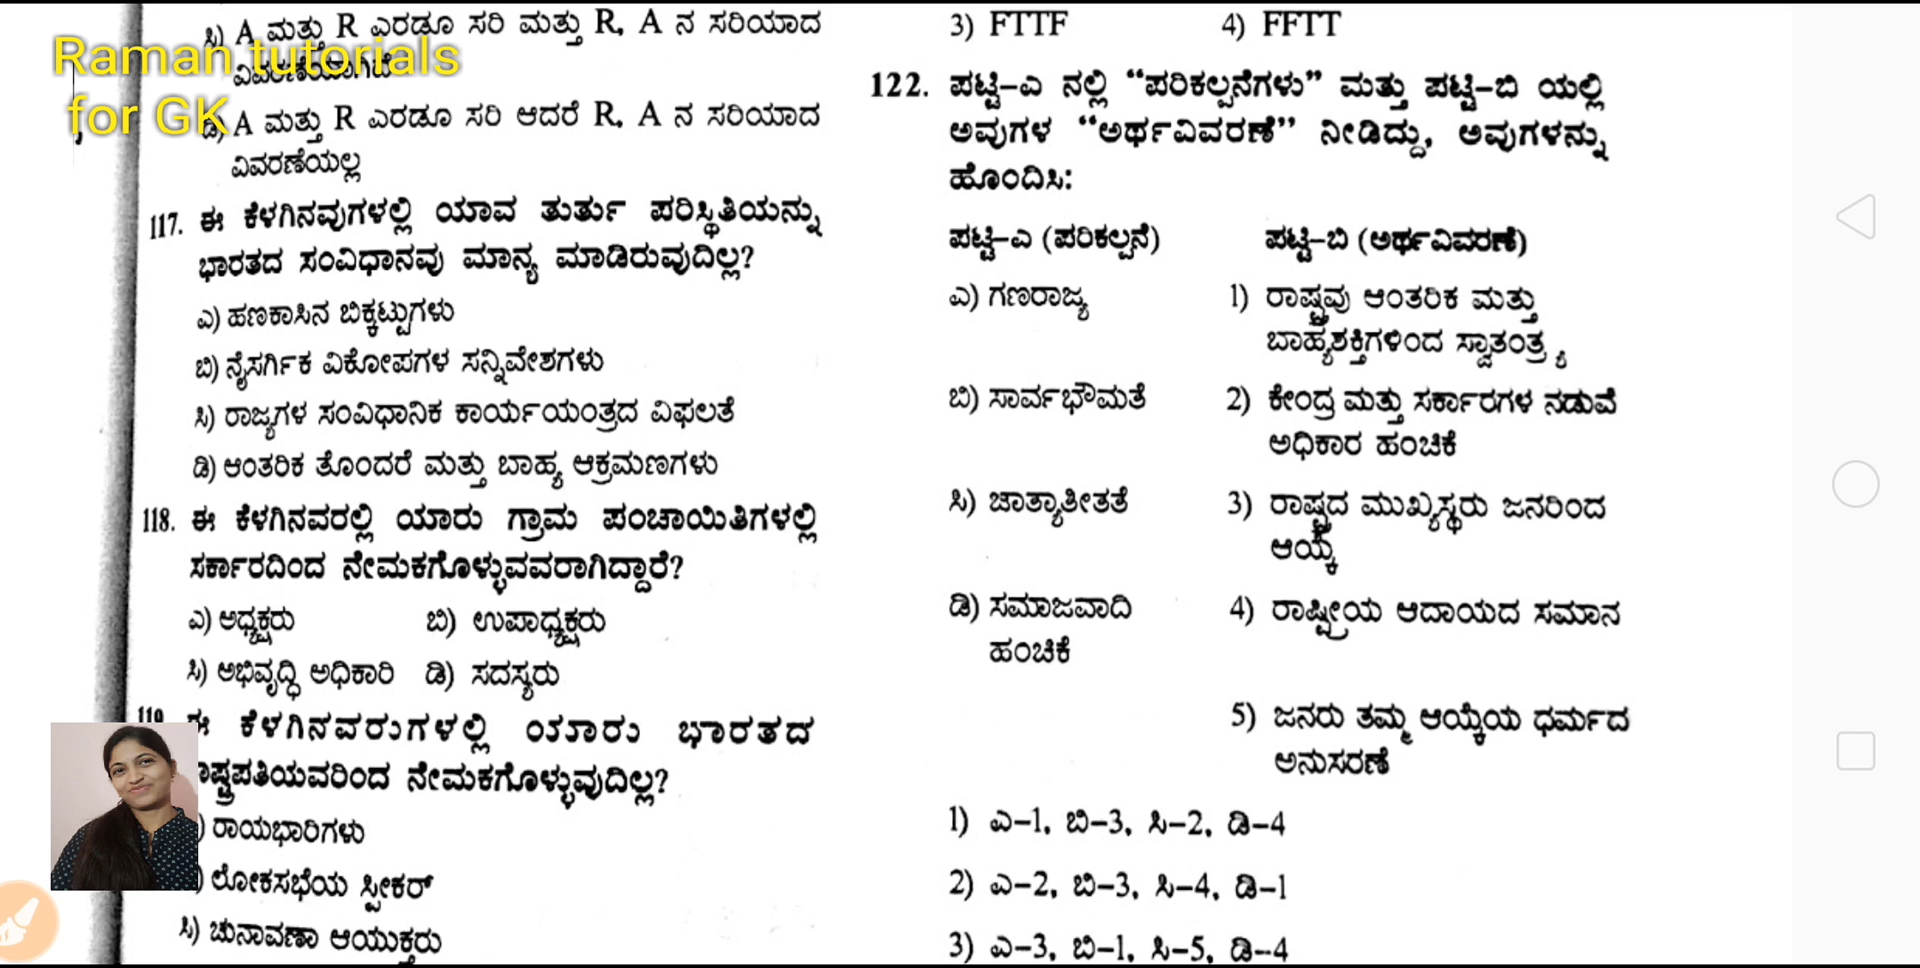 ಸಿ) A ಮತ್ತು R ಎರಡೂ ಸರಿ ಮತ್ತು R, A ನ ಸರಿಯಾದ
Raman tutorials
for GK
A ಮತ್ತು R ಎರಡೂ ಸರಿ ಆದರೆ R, A ನ ಸರಿಯಾದ
ವಿವರಣೆಯಲ್ಲ
117. ಈ ಕೆಳಗಿನವುಗಳಲ್ಲಿ ಯಾವ ತುರ್ತು ಪರಿಸ್ಥಿತಿಯನ್ನು
ಭಾರತದ ಸಂವಿಧಾನವು ಮಾನ್ಯ ಮಾಡಿರುವುದಿಲ್ಲ?
ಎ) ಹಣಕಾಸಿನ ಬಿಕ್ಕಟ್ಟುಗಳು
ಬಿ) ನೈಸರ್ಗಿಕ ವಿಕೋಪಗಳ ಸನ್ನಿವೇಶಗಳು
ಸಿ) ರಾಜ್ಯಗಳ ಸಂವಿಧಾನಿಕ ಕಾರ್ಯಯಂತ್ರದ ವಿಫಲತೆ
ಡಿ) ಆಂತರಿಕ ತೊಂದರೆ ಮತ್ತು ಬಾಹ್ಯ ಆಕ್ರಮಣಗಳು
118. ಈ ಕೆಳಗಿನವರಲ್ಲಿ ಯಾರು ಗ್ರಾಮ ಪಂಚಾಯಿತಿಗಳಲ್ಲಿ
ಸರ್ಕಾರದಿಂದ ನೇಮಕಗೊಳ್ಳುವವರಾಗಿದ್ದಾರೆ?
ಎ) ಅಧ್ಯಕ್ಷರು ಬಿ) ಉಪಾಧ್ಯಕ್ಷರು
ಸಿ) ಅಭಿವೃದ್ಧಿ ಅಧಿಕಾರಿ ಡಿ) ಸದಸ್ಯರು
119. ಈ ಕೆಳಗಿನವರುಗಳಲ್ಲಿ ಯಾರು ಭಾರತದ
ನೇಮಕಗೊಳ್ಳುವುದಿಲ್ಲ?
) ರಾಯಭಾರಿಗಳು
) ಲೋಕಸಭೆಯ ಸ್ಪೀಕರ್
ಸಿ) ಚುನಾವಣಾ ಆಯುಕ್ತರು
3) FTTF 4) FFTT
122. ಪಟ್ಟಿ-ಎ ನಲ್ಲಿ “ಪರಿಕಲ್ಪನೆಗಳು” ಮತ್ತು ಪಟ್ಟಿ-ಬಿ ಯಲ್ಲಿ
ಅವುಗಳ “ಅರ್ಥವಿವರಣೆ” ನೀಡಿದ್ದು, ಅವುಗಳನ್ನು
ಹೊಂದಿಸಿ:
ಪಟ್ಟಿ-ಎ (ಪರಿಕಲ್ಪನೆ) ಪಟ್ಟಿ-ಬಿ (ಅರ್ಥವಿವರಣೆ)
ಎ) ಗಣರಾಜ್ಯ 1) ರಾಷ್ಟ್ರವು ಆಂತರಿಕ ಮತ್ತು
ಬಾಹ್ಯಶಕ್ತಿಗಳಿಂದ ಸ್ವಾತಂತ್ರ್ಯ
ಬಿ) ಸಾರ್ವಭೌಮತೆ 2) ಕೇಂದ್ರ ಮತ್ತು ಸರ್ಕಾರಗಳ ನಡುವೆ
ಅಧಿಕಾರ ಹಂಚಿಕೆ
ಸಿ) ಜಾತ್ಯಾತೀತತೆ 3) ರಾಷ್ಟ್ರದ ಮುಖ್ಯಸ್ಥರು ಜನರಿಂದ
ಆಯ್ಕೆ
ಡಿ) ಸಮಾಜವಾದಿ 4) ರಾಷ್ಟ್ರೀಯ ಆದಾಯದ ಸಮಾನ
ಹಂಚಿಕೆ
5) ಜನರು ತಮ್ಮ ಆಯ್ಕೆಯ ಧರ್ಮದ
ಅನುಸರಣೆ
1) ಎ-1, ಬಿ-3, ಸಿ-2, ಡಿ-4
2) ಎ-2, ಬಿ-3, ಸಿ-4, ಡಿ-1
3) ಎ-3, ಬಿ-1, ಸಿ-5, ಡಿ-4